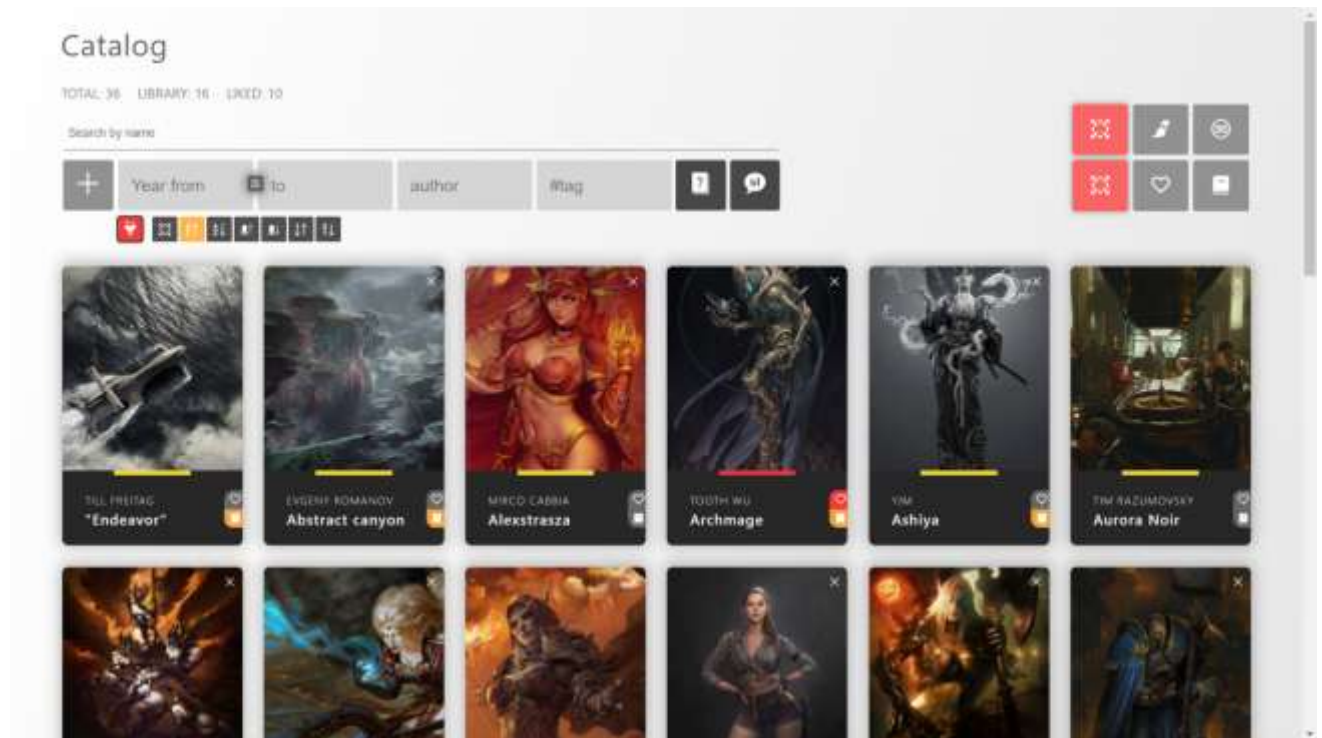 Catalog
TOTAL: 36 LIBRARY: 16 LIKED: 10
Search by name
Year from to author #tag
TILL FREITAG
"Endeavor"
EVGENY ROMANOV
Abstract canyon
MIRCO CABBIA
Alexstrasza
TOOTH WU
Archmage
YIM
Ashiya
TIM RAZUMOVSKY
Aurora Noir